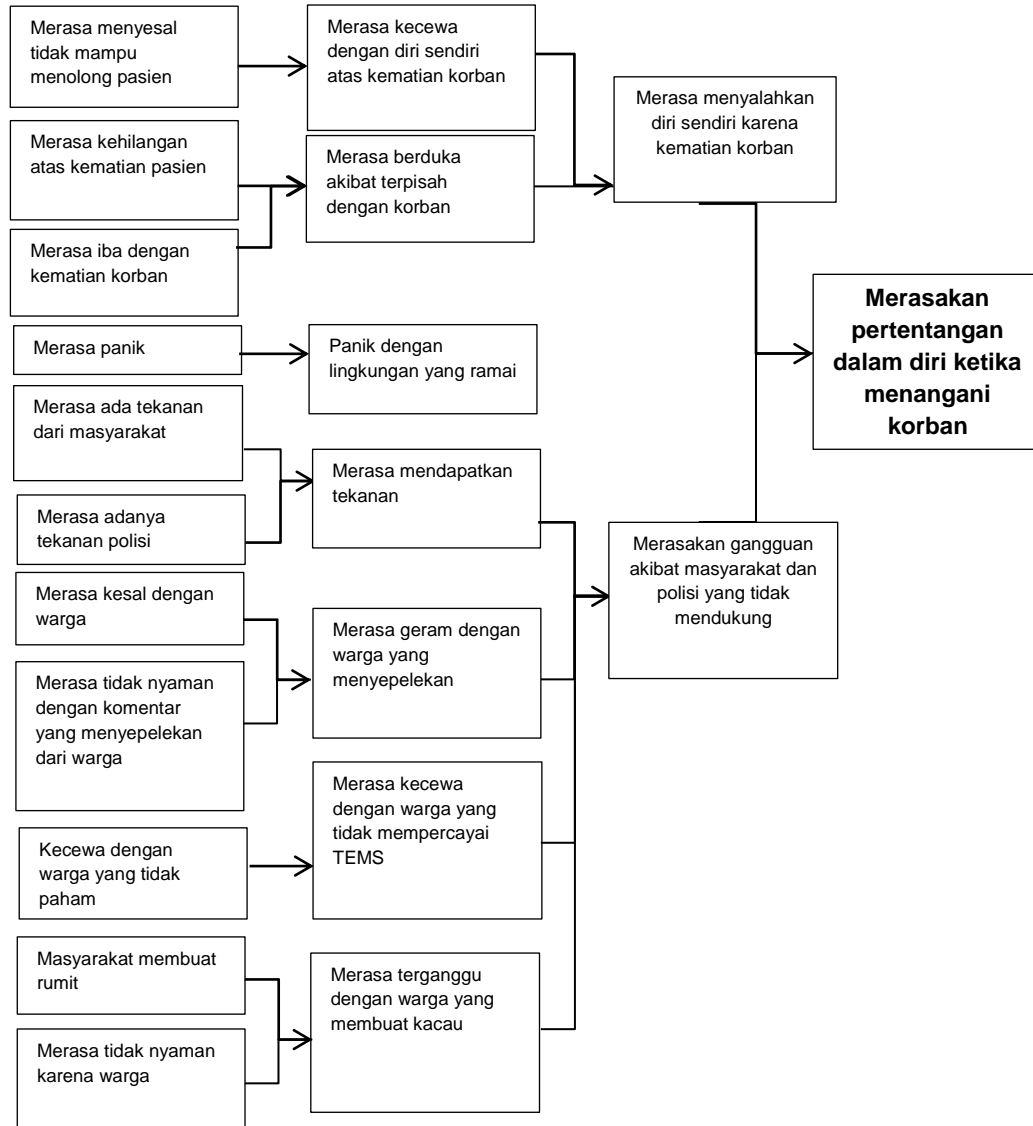 Merasa menyesal
tidak mampu
menolong pasien
Merasa kehilangan
atas kematian pasien
Merasa iba dengan
kematian korban
Merasa panik
Merasa ada tekanan
dari masyarakat
Merasa adanya
tekanan polisi
Merasa kesal dengan
warga
Merasa tidak nyaman
dengan komentar
yang menyepelekan
dari warga
Kecewa dengan
warga yang tidak
paham
Masyarakat membuat
rumit
Merasa tidak nyaman
karena warga
Merasa kecewa
dengan diri sendiri
atas kematian korban
Merasa berduka
akibat terpisah
dengan korban
Panik dengan
lingkungan yang ramai
Merasa mendapatkan
tekanan
Merasa geram dengan
warga yang
menyepelekan
Merasa kecewa
dengan warga yang
tidak mempercayai
TEMS
Merasa terganggu
dengan warga yang
membuat kacau
Merasa menyalahkan
diri sendiri karena
kematian korban
Merasakan gangguan
akibat masyarakat dan
polisi yang tidak
mendukung
Merasakan
pertentangan
dalam diri ketika
menangani
korban